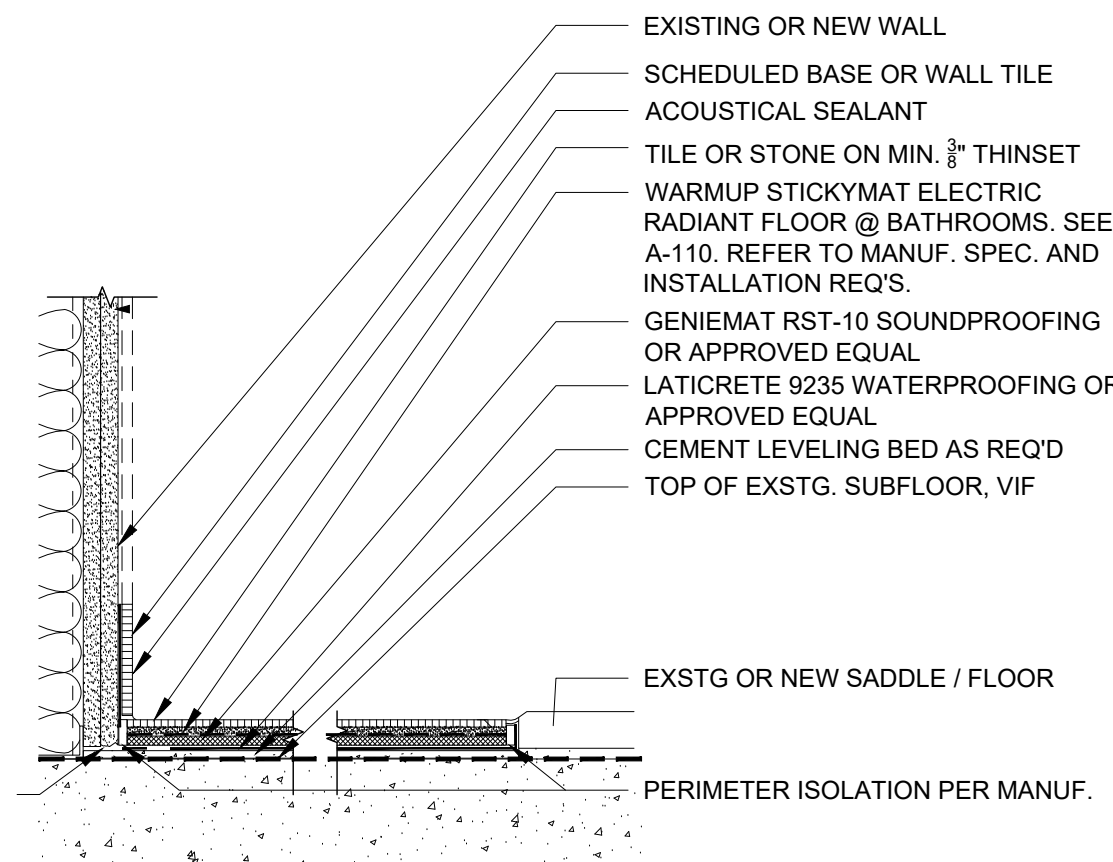 EXISTING OR NEW WALL
SCHEDULED BASE OR WALL TILE
ACOUSTICAL SEALANT
TILE OR STONE ON MIN. 3/8" THINSET
WARMUP STICKYMAT ELECTRIC
RADIANT FLOOR @ BATHROOMS. SEE
A-110. REFER TO MANUF. SPEC. AND
INSTALLATION REQ'S.
GENIEMAT RST-10 SOUNDPROOFING
OR APPROVED EQUAL
LATICRETE 9235 WATERPROOFING OR
APPROVED EQUAL
CEMENT LEVELING BED AS REQ'D
TOP OF EXSTG. SUBFLOOR, VIF
EXSTG OR NEW SADDLE / FLOOR
PERIMETER ISOLATION PER MANUF.